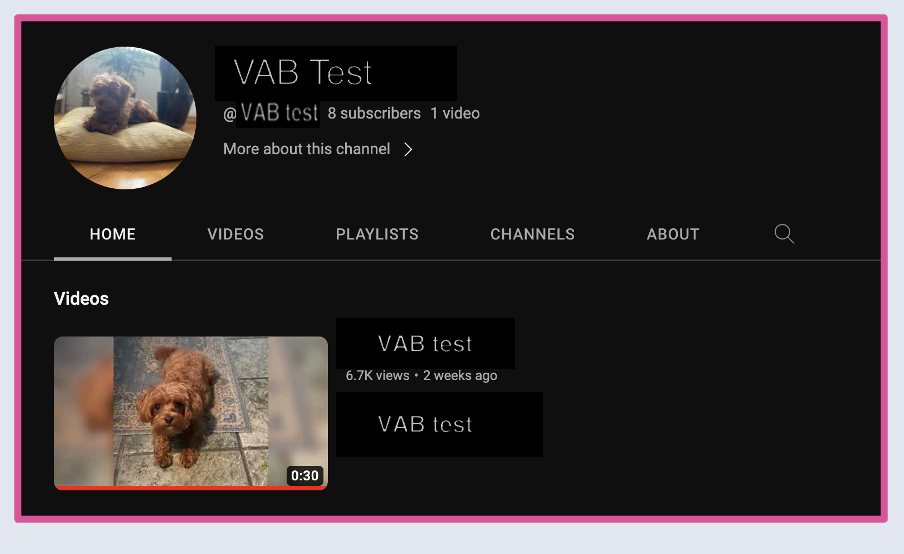 VAB Test
@VAB test 8 subscribers 1 video
More about this channel
HOME VIDEOS PLAYLISTS CHANNELS ABOUT
Videos
VAB test
6.7K views • 2 weeks ago
VAB test
0:30